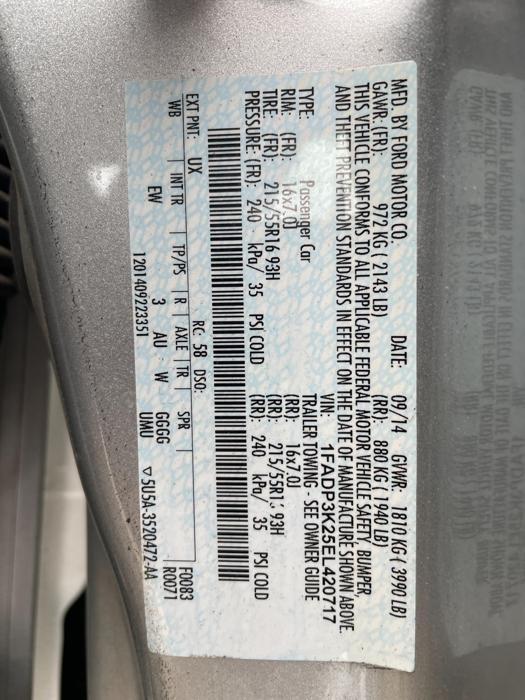 MFD. BY FORD MOTOR CO. DATE: 09/14 GVWR: 1810 KG ( 3990 LB)
GAWR: (FR): 972 KG ( 2143 LB) (RR): 880 KG ( 1940 LB)
THIS VEHICLE CONFORMS TO ALL APPLICABLE FEDERAL MOTOR VEHICLE SAFETY, BUMPER,
AND THEFT PREVENTION STANDARDS IN EFFECT ON THE DATE OF MANUFACTURE SHOWN ABOVE.
VIN: 1FADP3K25EL420717
TYPE: Passenger Car TRAILER TOWING - SEE OWNER GUIDE
RIM: (FR): 16x7.0J (RR): 16x7.0J
TIRE: (FR): 215/55R16 93H (RR): 215/55R16 93H
PRESSURE: (FR): 240 kPa/ 35 PSI COLD (RR): 240 kPa/ 35 PSI COLD
EXT PNT: UX RC: 58 DSO: F0083
WB | INT TR | TP/PS | R | AXLE | TR | SPR | R0071
EW 3 AU W GGGG
1201409223351 UMU ▽5U5A-3520472-AA